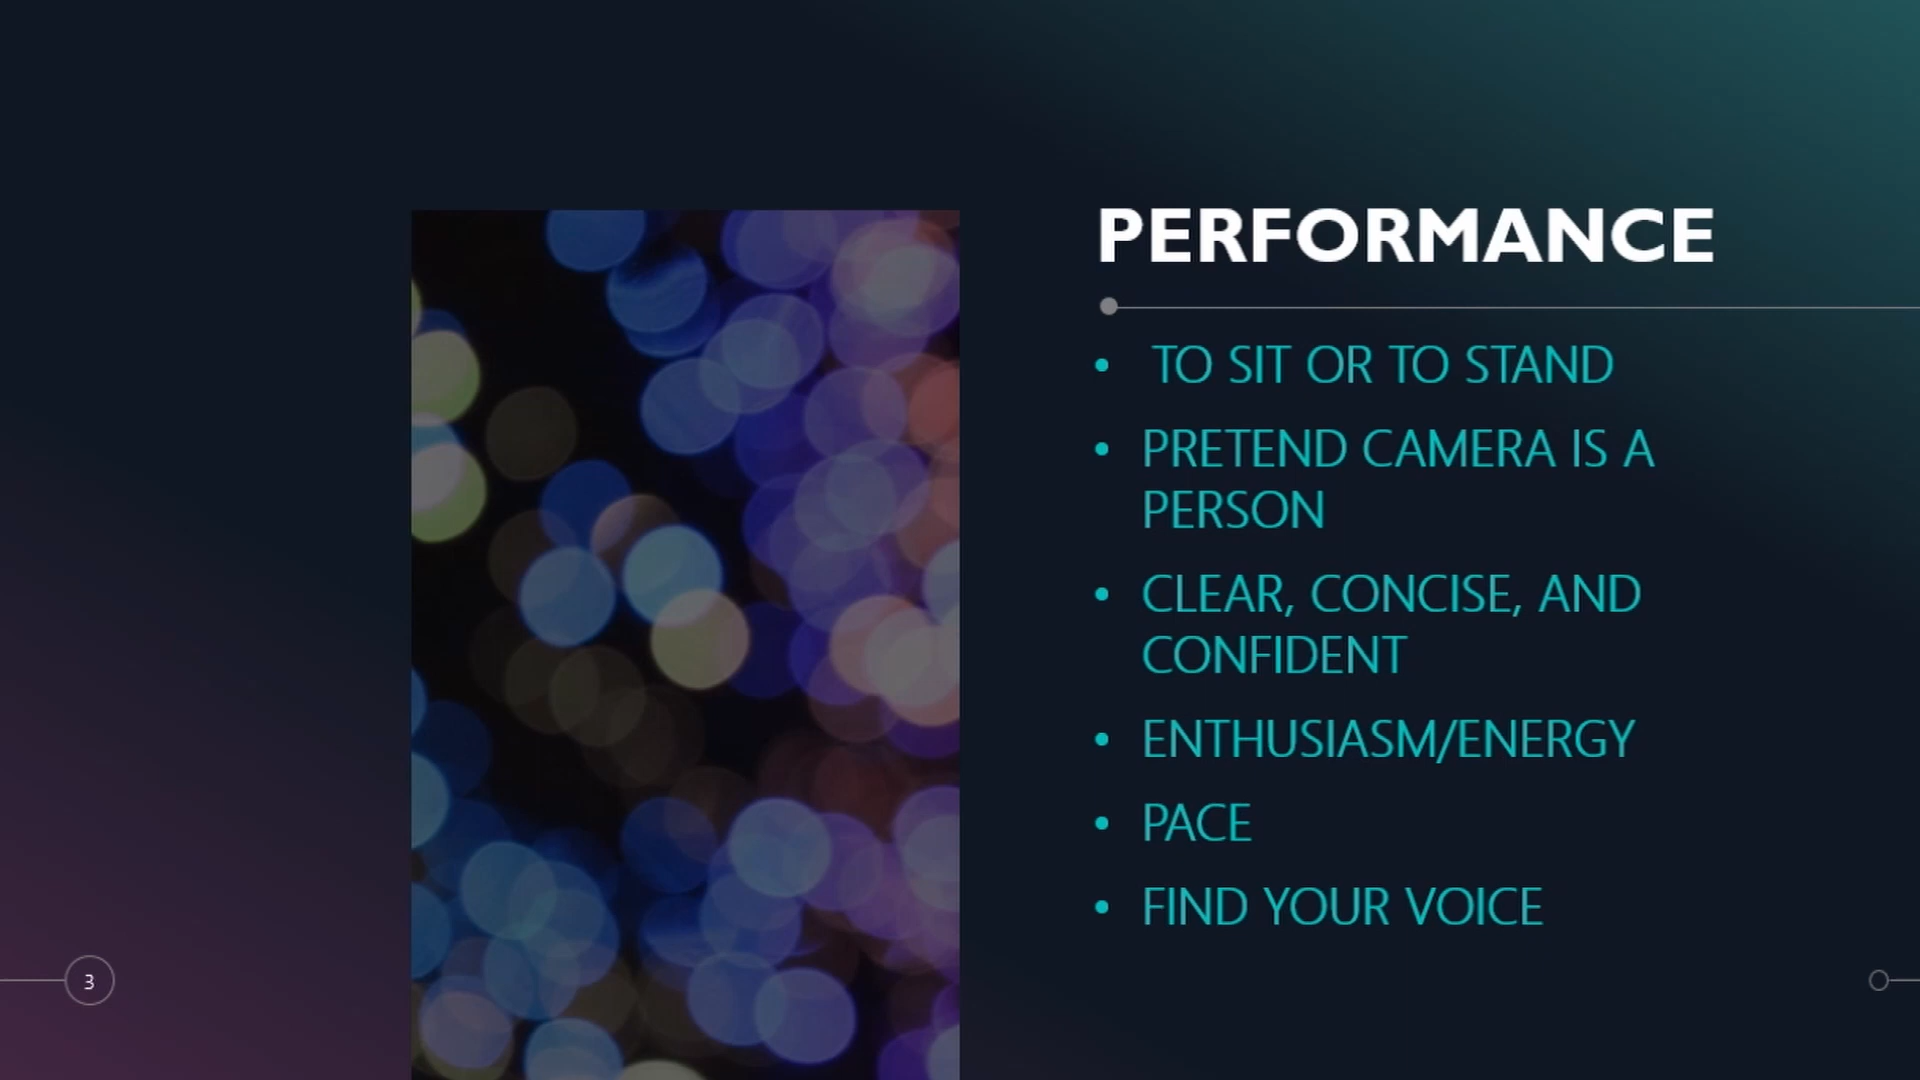 PERFORMANCE
• TO SIT OR TO STAND
• PRETEND CAMERA IS A
PERSON
• CLEAR, CONCISE, AND
CONFIDENT
• ENTHUSIASM/ENERGY
• PACE
• FIND YOUR VOICE
3